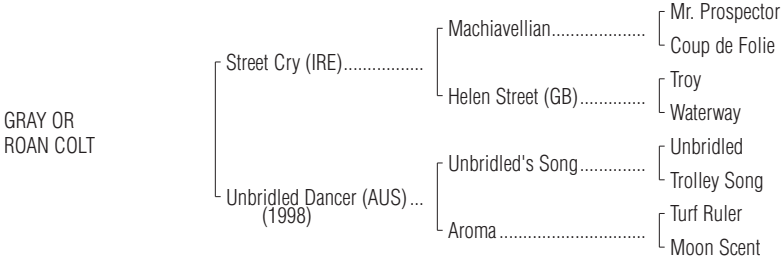 GRAY OR
ROAN COLT
Street Cry (IRE).................
Unbridled Dancer (AUS) ...
(1998)
Machiavellian.....................
Helen Street (GB)...............
Unbridled's Song...............
Aroma ................................
Mr. Prospector
Coup de Folie
Troy
Waterway
Unbridled
Trolley Song
Turf Ruler
Moon Scent